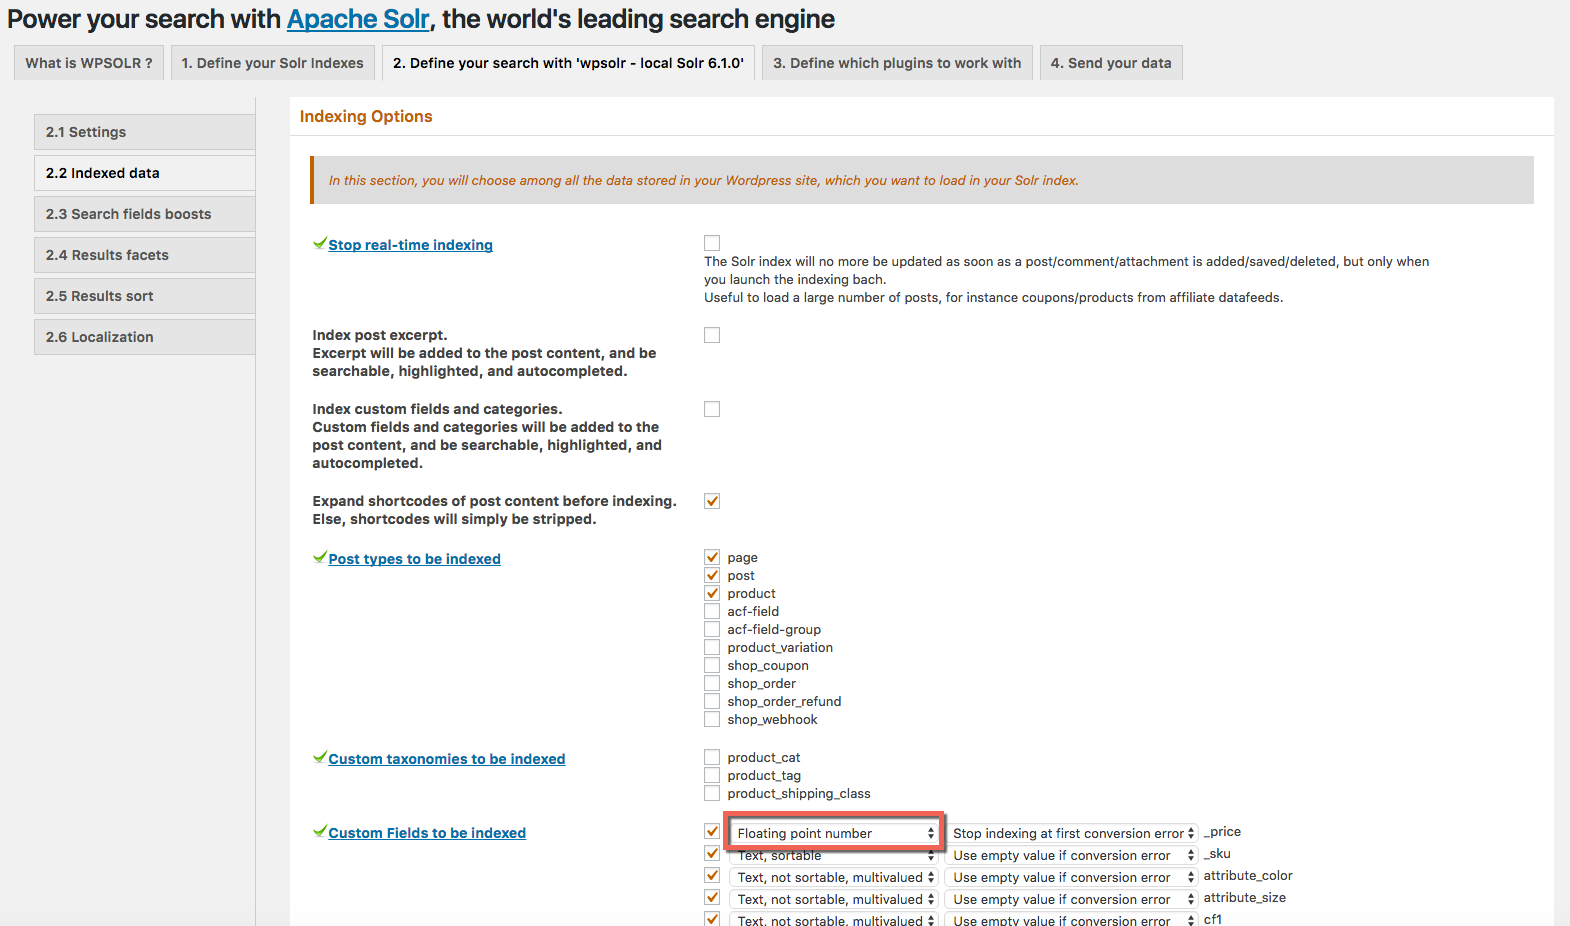 Power your search with Apache Solr, the world's leading search engine
What is WPSOLR ?
1. Define your Solr Indexes
2. Define your search with 'wpsolr - local Solr 6.1.0'
3. Define which plugins to work with
4. Send your data
2.1 Settings
2.2 Indexed data
2.3 Search fields boosts
2.4 Results facets
2.5 Results sort
2.6 Localization
Indexing Options
In this section, you will choose among all the data stored in your Wordpress site, which you want to load in your Solr index.
Stop real-time indexing
The Solr index will no more be updated as soon as a post/comment/attachment is added/saved/deleted, but only when
you launch the indexing bach.
Useful to load a large number of posts, for instance coupons/products from affiliate datafeeds.
Index post excerpt.
Excerpt will be added to the post content, and be
searchable, highlighted, and autocompleted.
Index custom fields and categories.
Custom fields and categories will be added to the
post content, and be searchable, highlighted, and
autocompleted.
Expand shortcodes of post content before indexing.
Else, shortcodes will simply be stripped.
Post types to be indexed
page
post
product
acf-field
acf-field-group
product_variation
shop_coupon
shop_order
shop_order_refund
shop_webhook
Custom taxonomies to be indexed
product_cat
product_tag
product_shipping_class
Custom Fields to be indexed
Floating point number Stop indexing at first conversion error _price
Text, sortable Use empty value if conversion error _sku
Text, not sortable, multivalued Use empty value if conversion error attribute_color
Text, not sortable, multivalued Use empty value if conversion error attribute_size
Text, not sortable, multivalued Use empty value if conversion error cf1